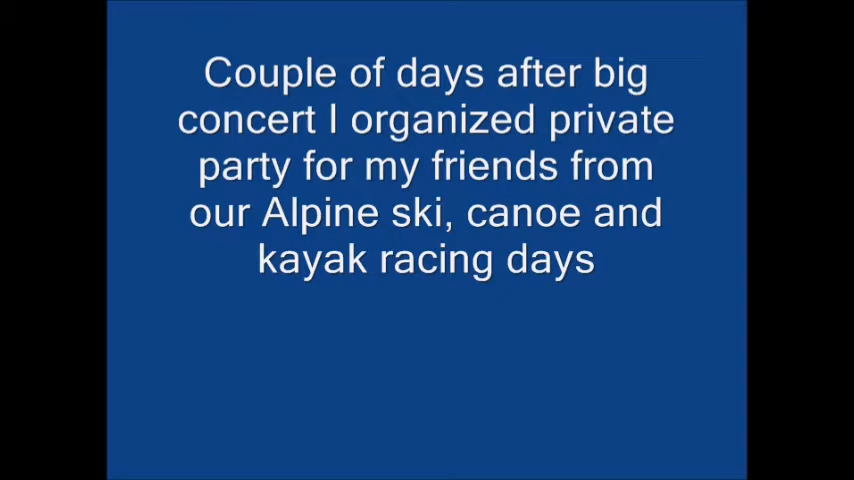 Couple of days after big
concert I organized private
party for my friends from
our Alpine ski, canoe and
kayak racing days